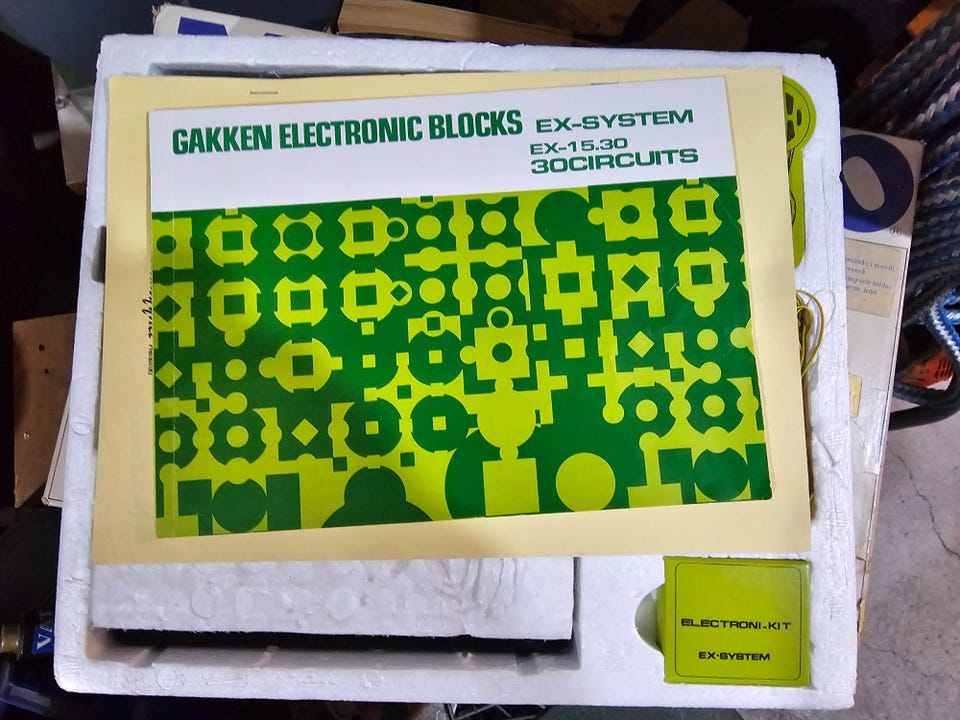 GAKKEN ELECTRONIC BLOCKS EX-SYSTEM
EX-15.30
30CIRCUITS
ELECTRONI-KIT
EX-SYSTEM